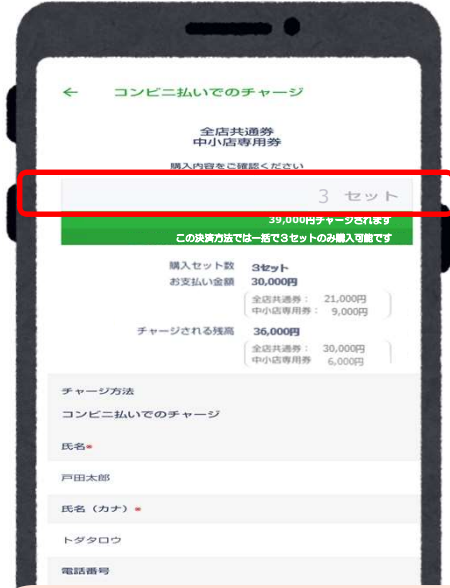 ← コンビニ払いでのチャージ
全店共通券
中小店専用券
購入内容をご確認ください
3 セット
39,000円チャージされます
この決済方法では一括で3セットのみ購入可能です
購入セット数 3セット
お支払い金額 30,000円
全店共通券： 21,000円
中小店専用券： 9,000円
チャージされる残高 36,000円
全店共通券： 30,000円
中小店専用券 6,000円
チャージ方法
コンビニ払いでのチャージ
氏名*
戸田太郎
氏名（カナ）*
トダタロウ
電話番号